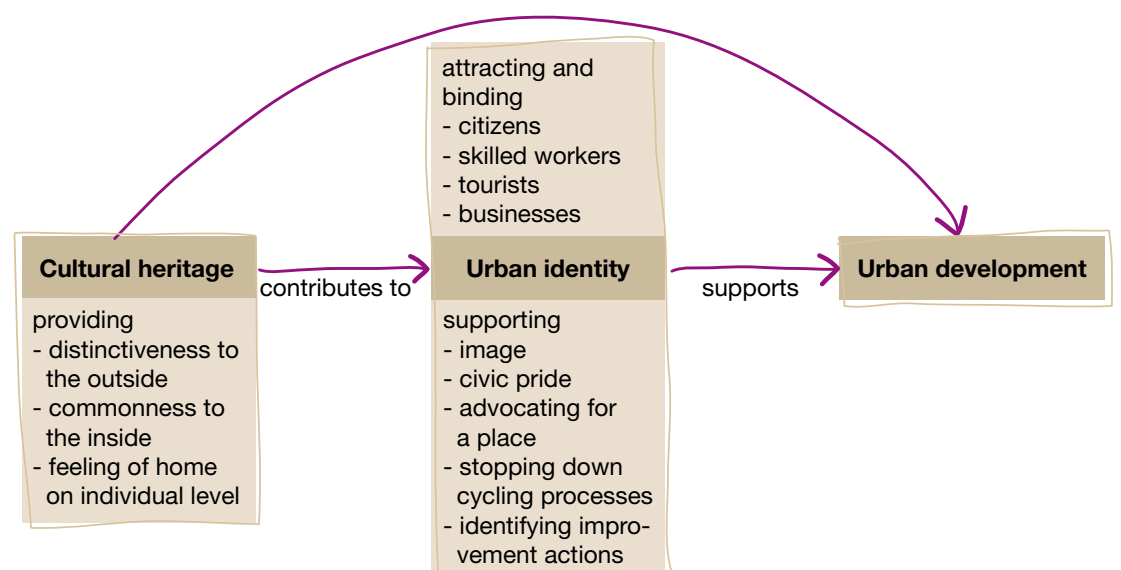 attracting and
binding
- citizens
- skilled workers
- tourists
- businesses
Cultural heritage
contributes to
Urban identity
supports
Urban development
providing
- distinctiveness to
the outside
- commonness to
the inside
- feeling of home
on individual level
supporting
- image
- civic pride
- advocating for
a place
- stopping down
cycling processes
- identifying impro-
vement actions